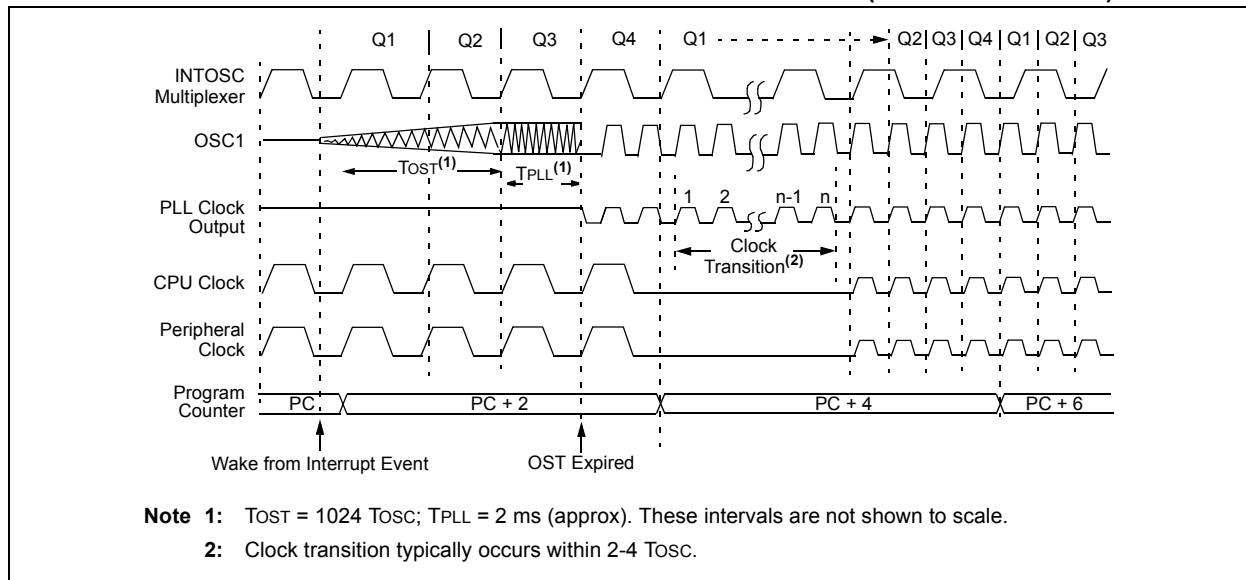 Q1 Q2 Q3 Q4 Q1 Q2 Q3 Q4 Q1 Q2 Q3
INTOSC
Multiplexer
OSC1
TOST(1) TPLL(1)
1 2 n-1 n
PLL Clock
Output
Clock
Transition(2)
CPU Clock
Peripheral
Clock
Program
Counter
PC PC + 2 PC + 4 PC + 6
Wake from Interrupt Event OST Expired
Note 1: TOST = 1024 TOSC; TPLL = 2 ms (approx). These intervals are not shown to scale.
2: Clock transition typically occurs within 2-4 TOSC.